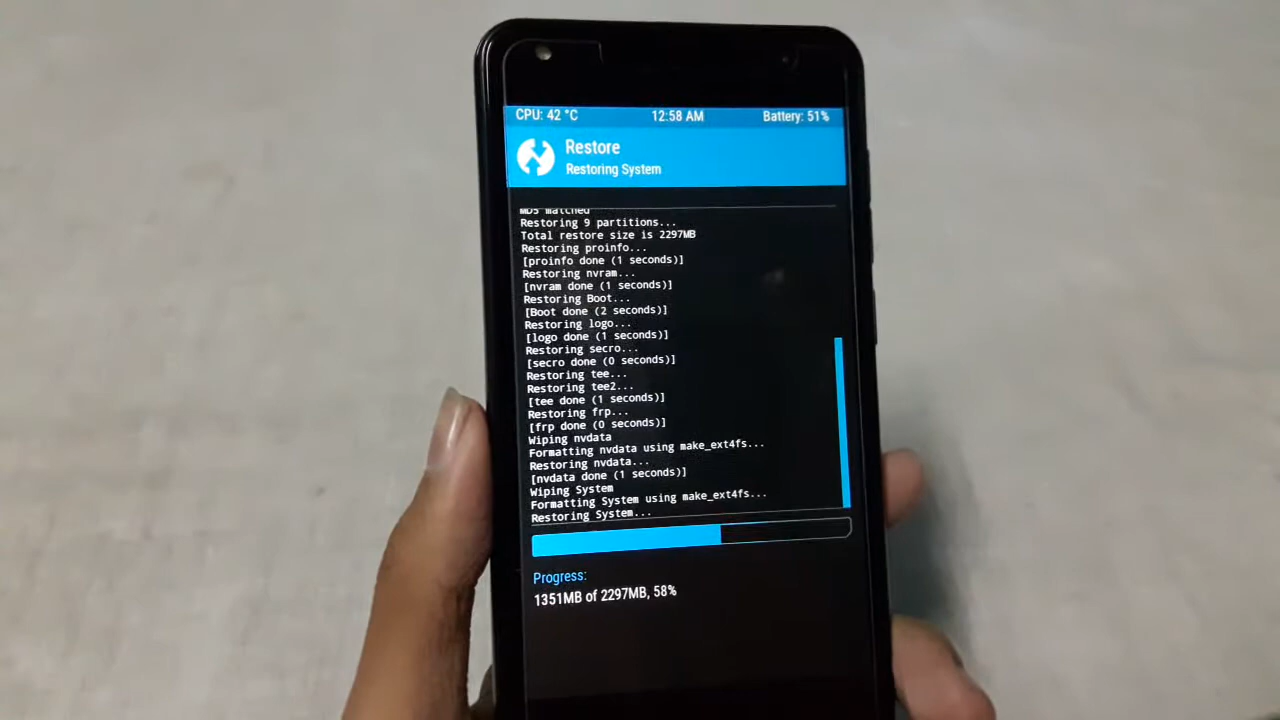 CPU: 42 °C 12:58 AM Battery: 51%
Restore
Restoring System
MD5 matched
Restoring 9 partitions...
Total restore size is 2297MB
Restoring proinfo...
[proinfo done (1 seconds)]
Restoring nvram...
[nvram done (1 seconds)]
Restoring Boot...
[Boot done (2 seconds)]
Restoring logo...
[logo done (1 seconds)]
Restoring secro...
[secro done (0 seconds)]
Restoring tee...
Restoring tee2...
[tee done (1 seconds)]
Restoring frp...
[frp done (0 seconds)]
Wiping nvdata
Formatting nvdata using make_ext4fs...
Restoring nvdata...
[nvdata done (1 seconds)]
Wiping System
Formatting System using make_ext4fs...
Restoring System...
Progress:
1351MB of 2297MB, 58%